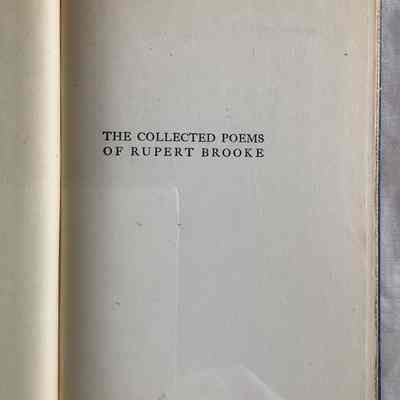 THE COLLECTED POEMS
OF RUPERT BROOKE